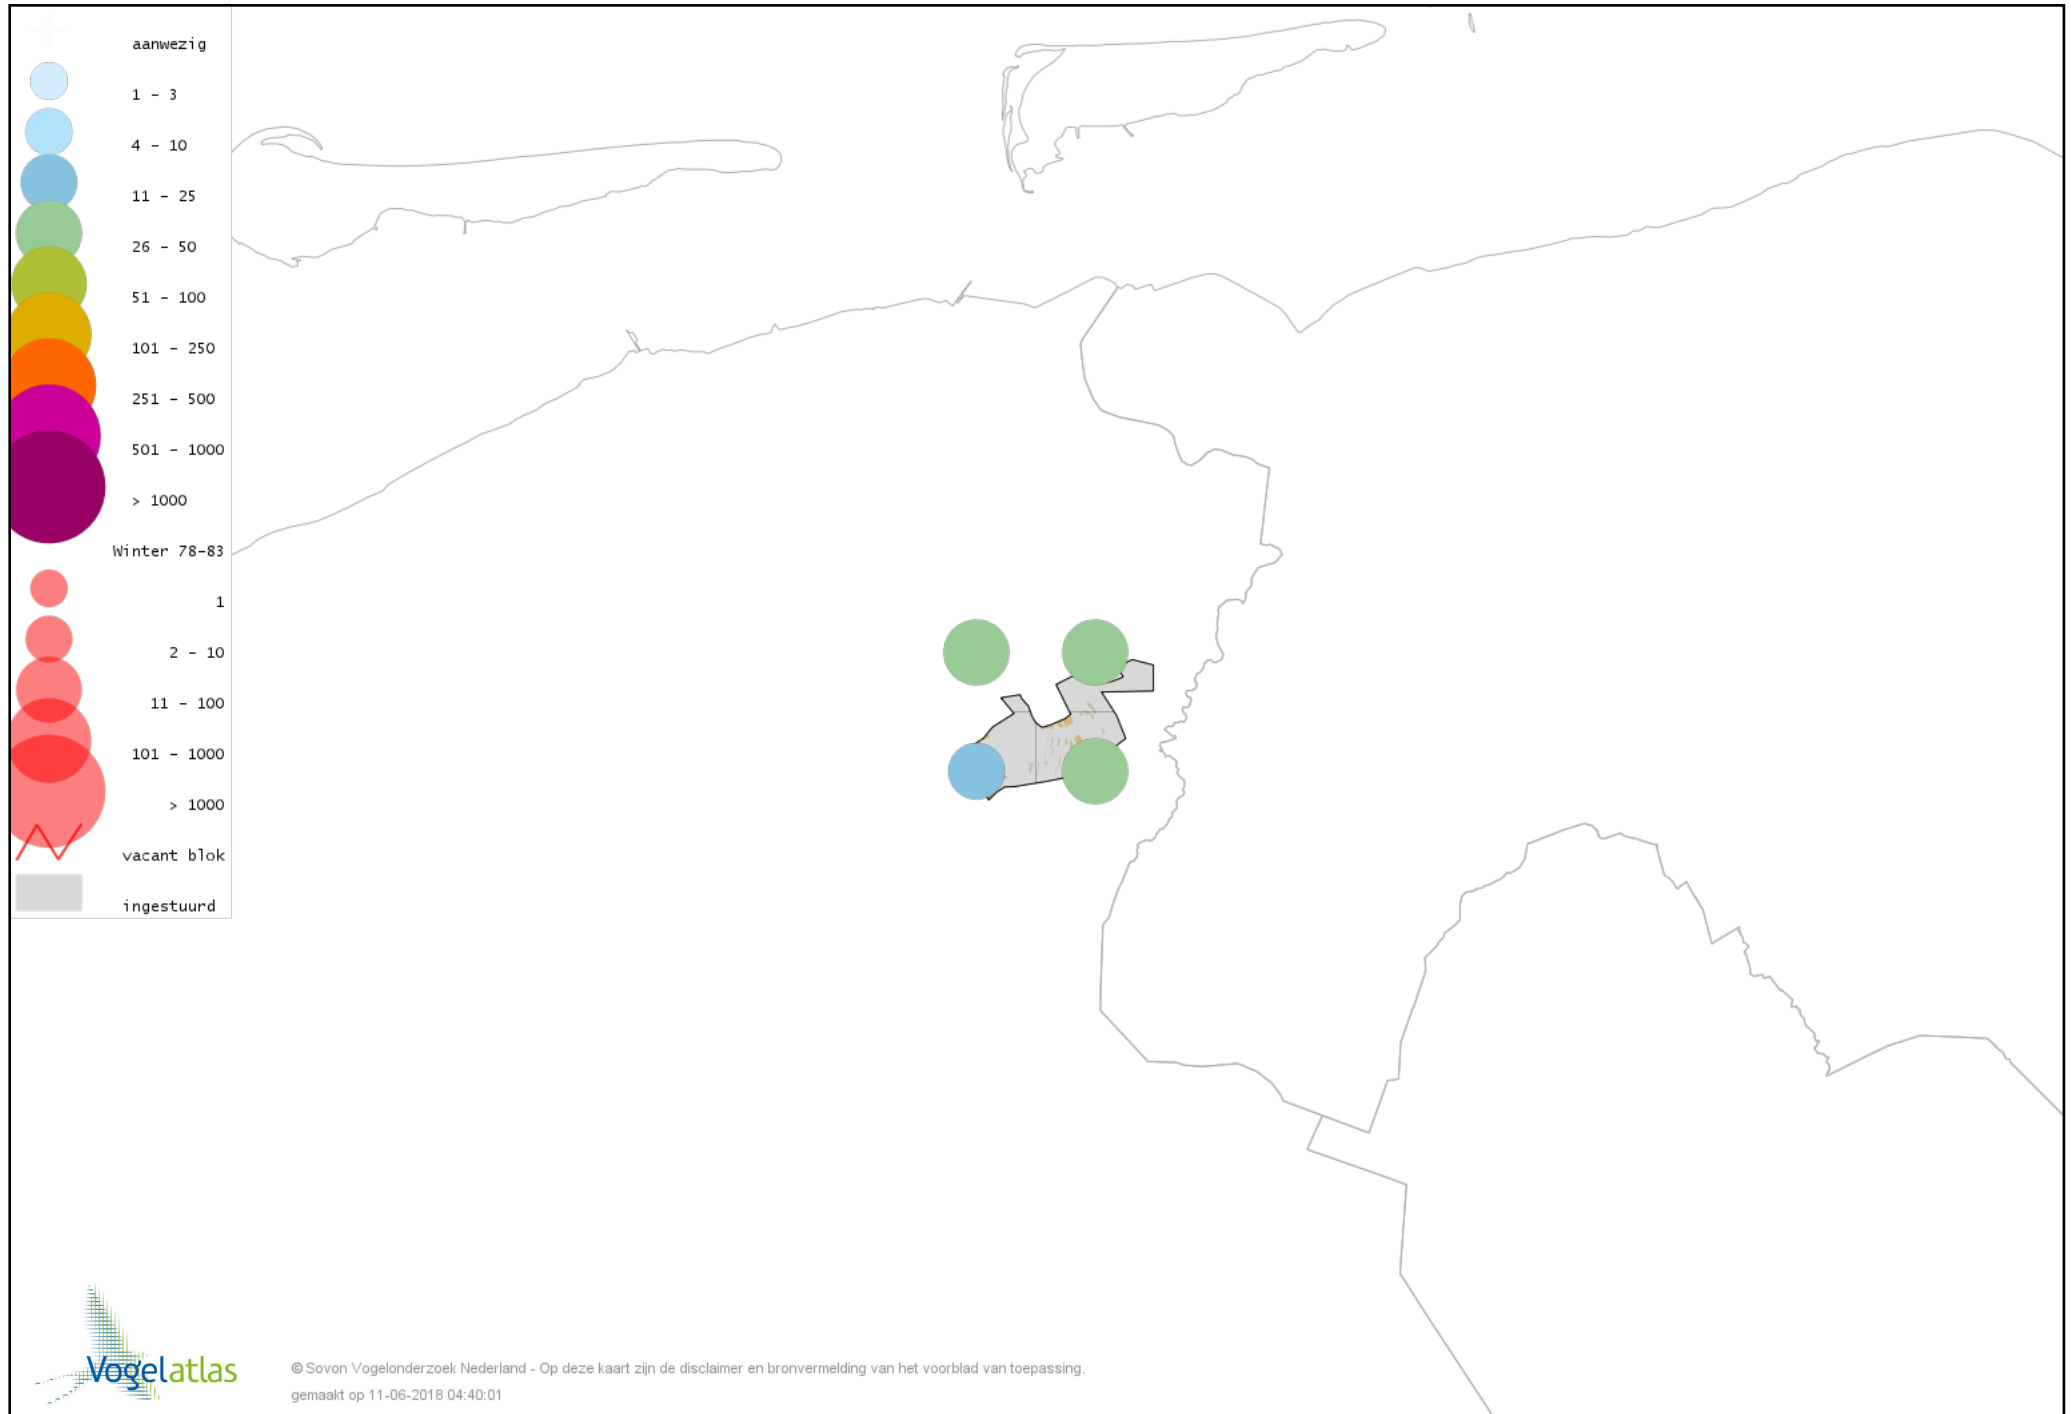 aanwezig
1 - 3
4 - 10
11 - 25
26 - 50
51 - 100
101 - 250
251 - 500
501 - 1000
> 1000
Winter 78-83
1
2 - 10
11 - 100
101 - 1000
> 1000
vacant blok
ingestuurd
Vogelatlas
© Sovon Vogelonderzoek Nederland - Op deze kaart zijn de disclaimer en bronvermelding van het voorblad van toepassing.
gemaakt op 11-06-2018 04:40:01